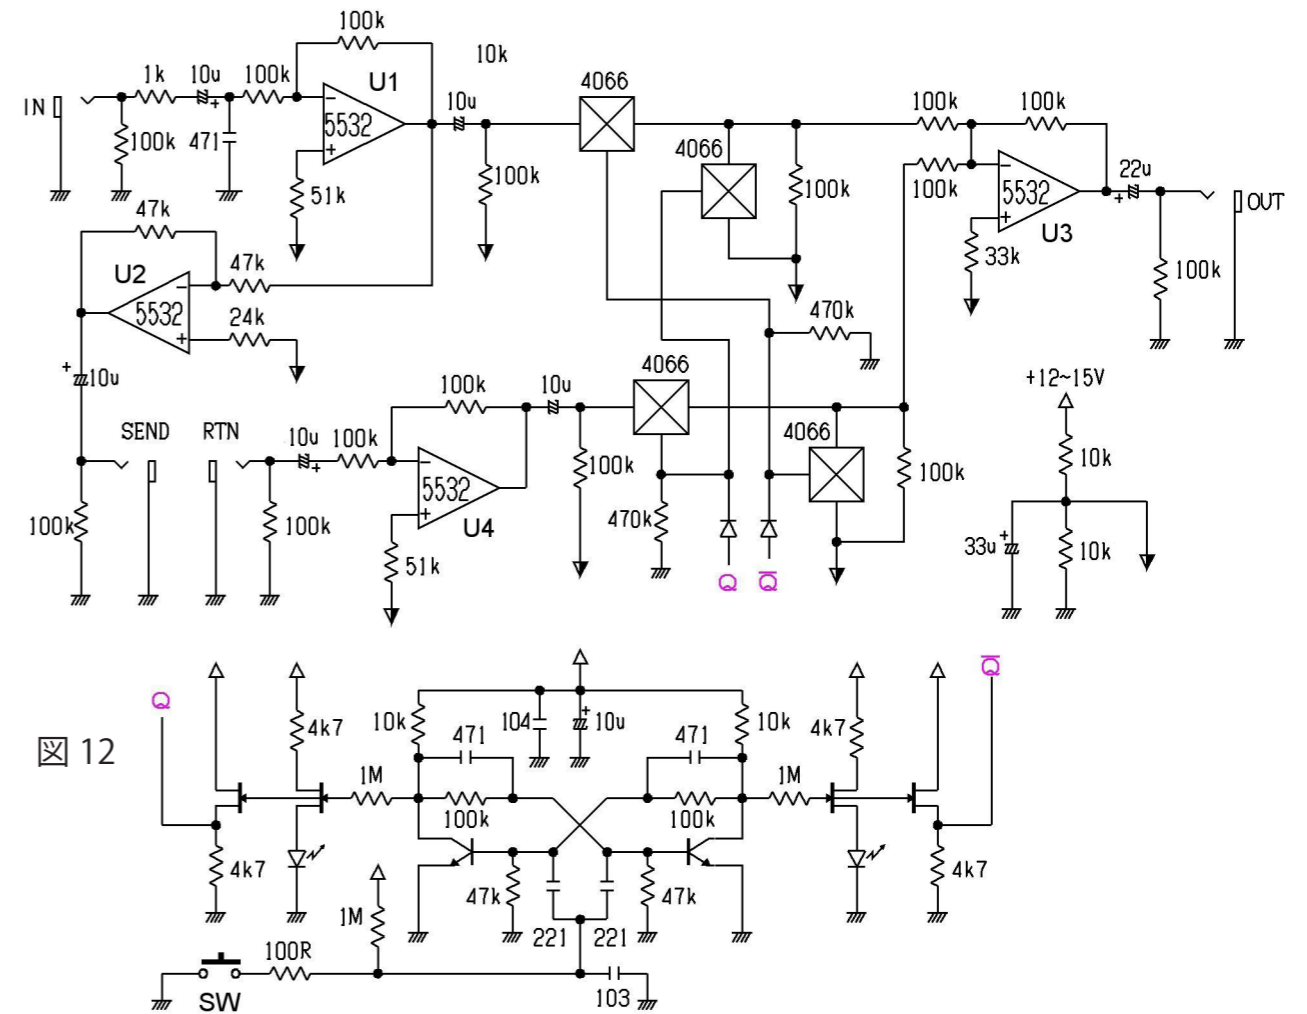 100k
10k
1k 10u 100k U1 4066
IN 5532 10u 100k 100k
100k 471 4066
51k 100k 100k 100k 5532 22u OUT
47k U3
U2 47k 33k 100k
5532 24k 470k
10u 4066 +12~15V
100k 10u
SEND RTN 10u 100k 4066 10k
5532 100k 100k
100k 100k U4 470k 33u 10k
51k Q Q̅
Q Q̅
4k7 10k 104 10u 10k 4k7
図 12 471 471
1M 1M
100k 100k
4k7 47k 47k 4k7
1M 221 221
100R
SW 103